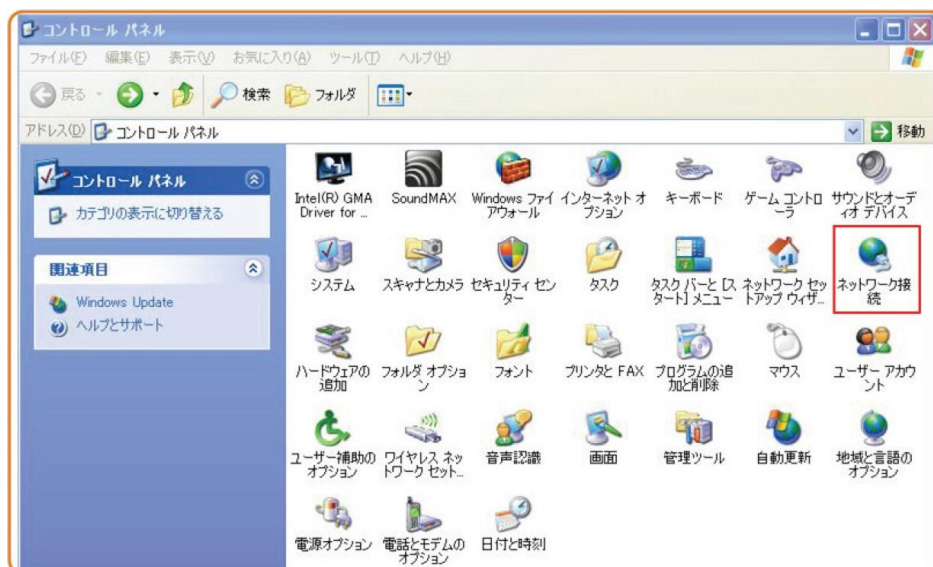 コントロール パネル
ファイル(F) 編集(E) 表示(V) お気に入り(A) ツール(T) ヘルプ(H)
戻る 検索 フォルダ
アドレス(D) コントロール パネル 移動
コントロール パネル
カテゴリの表示に切り替える
関連項目
Windows Update
ヘルプとサポート
Intel(R) GMA
Driver for ...
SoundMAX
Windows ファイ
アウォール
インターネット オ
プション
キーボード
ゲーム コントロ
ーラ
サウンドとオーデ
ィオ デバイス
システム
スキャナとカメラ
セキュリティ セン
ター
タスク
タスク バーと [ス
タート] メニュー
ネットワーク セッ
トアップ ウィザ...
ネットワーク接
続
ハードウェアの
追加
フォルダ オプショ
ン
フォント
プリンタと FAX
プログラムの追
加と削除
マウス
ユーザー アカウ
ント
ユーザー補助の
オプション
ワイヤレス ネッ
トワーク セット...
音声認識
画面
管理ツール
自動更新
地域と言語の
オプション
電源オプション
電話とモデムの
オプション
日付と時刻